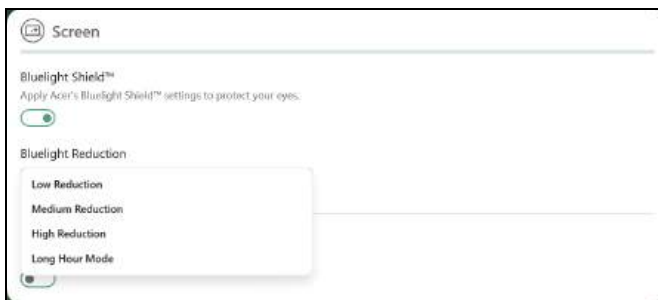 Screen
Bluelight Shield™
Apply Acer's Bluelight Shield™ settings to protect your eyes.
Bluelight Reduction
Low Reduction
Medium Reduction
High Reduction
Long Hour Mode